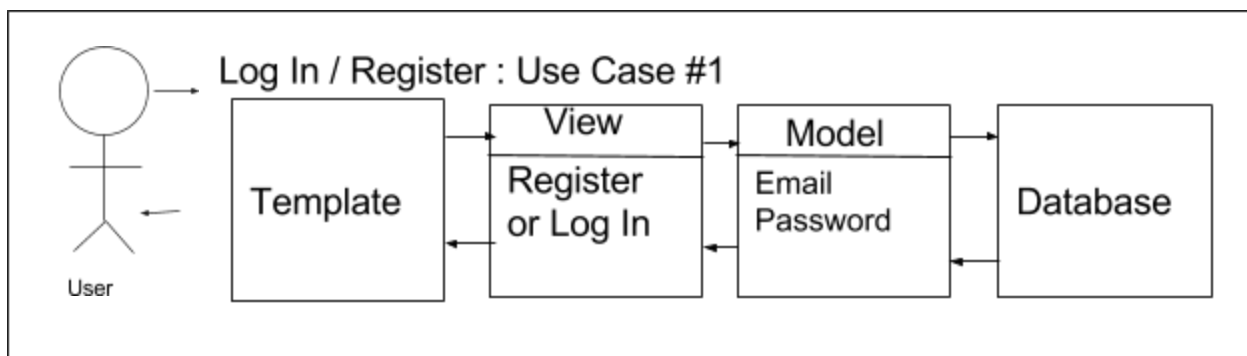 Log In / Register : Use Case #1
User
Template
View
Register
or Log In
Model
Email
Password
Database